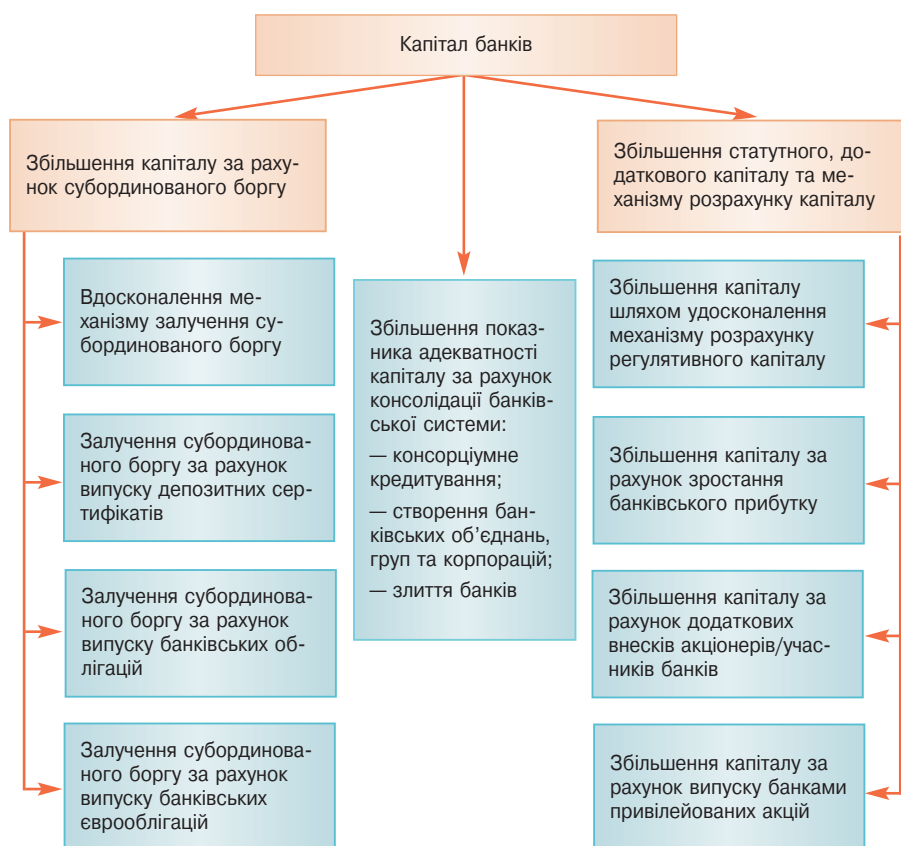 Капітал банків
Збільшення капіталу за раху-
нок субординованого боргу
Вдосконалення ме-
ханізму залучення су-
бординованого боргу
Залучення субординова-
ного боргу за рахунок
випуску депозитних сер-
тифікатів
Залучення субординова-
ного боргу за рахунок
випуску банківських об-
лігацій
Залучення субординова-
ного боргу за рахунок
випуску банківських
єврооблігацій
Збільшення показ-
ника адекватності
капіталу за рахунок
консолідації банків-
ської системи:
— консорціумне
кредитування;
— створення бан-
ківських об’єднань,
груп та корпорацій;
— злиття банків
Збільшення статутного, до-
даткового капіталу та ме-
ханізму розрахунку капіталу
Збільшення капіталу
шляхом удосконалення
механізму розрахунку
регулятивного капіталу
Збільшення капіталу за
рахунок зростання
банківського прибутку
Збільшення капіталу за
рахунок додаткових
внесків акціонерів/учас-
ників банків
Збільшення капіталу за
рахунок випуску банками
привілейованих акцій